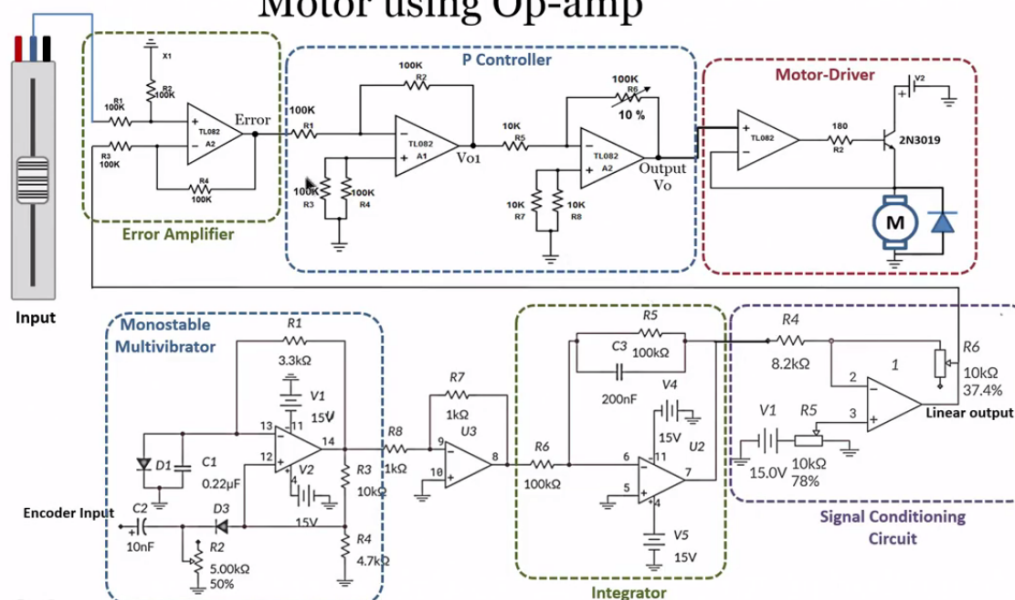 Motor using Op-amp
Input
X1
R1
100K
R2
100K
R3
100K
+
-
TL082
A2
R4
100K
Error
Error Amplifier
P Controller
100K
R1
100K
R2
-
+
TL082
A1
100K
R3
100K
R4
Vo1
10K
R5
100K
R6
10 %
-
+
TL082
A2
10K
R7
10K
R8
Output
Vo
Motor-Driver
+
-
TL082
180
R2
+
V2
2N3019
M
Monostable
Multivibrator
R1
3.3kΩ
V1
15V
13
11
14
12
4
V2
15V
D1
C1
0.22µF
R3
10kΩ
Encoder Input
C2
10nF
D3
R2
5.00kΩ
50%
R4
4.7kΩ
R8
1kΩ
R7
1kΩ
U3
9
10
8
R6
100kΩ
R5
100kΩ
C3
200nF
V4
15V
U2
6
11
7
5
4
V5
15V
Integrator
R4
8.2kΩ
1
2
3
R6
10kΩ
37.4%
Linear output
V1
15.0V
R5
10kΩ
78%
Signal Conditioning
Circuit